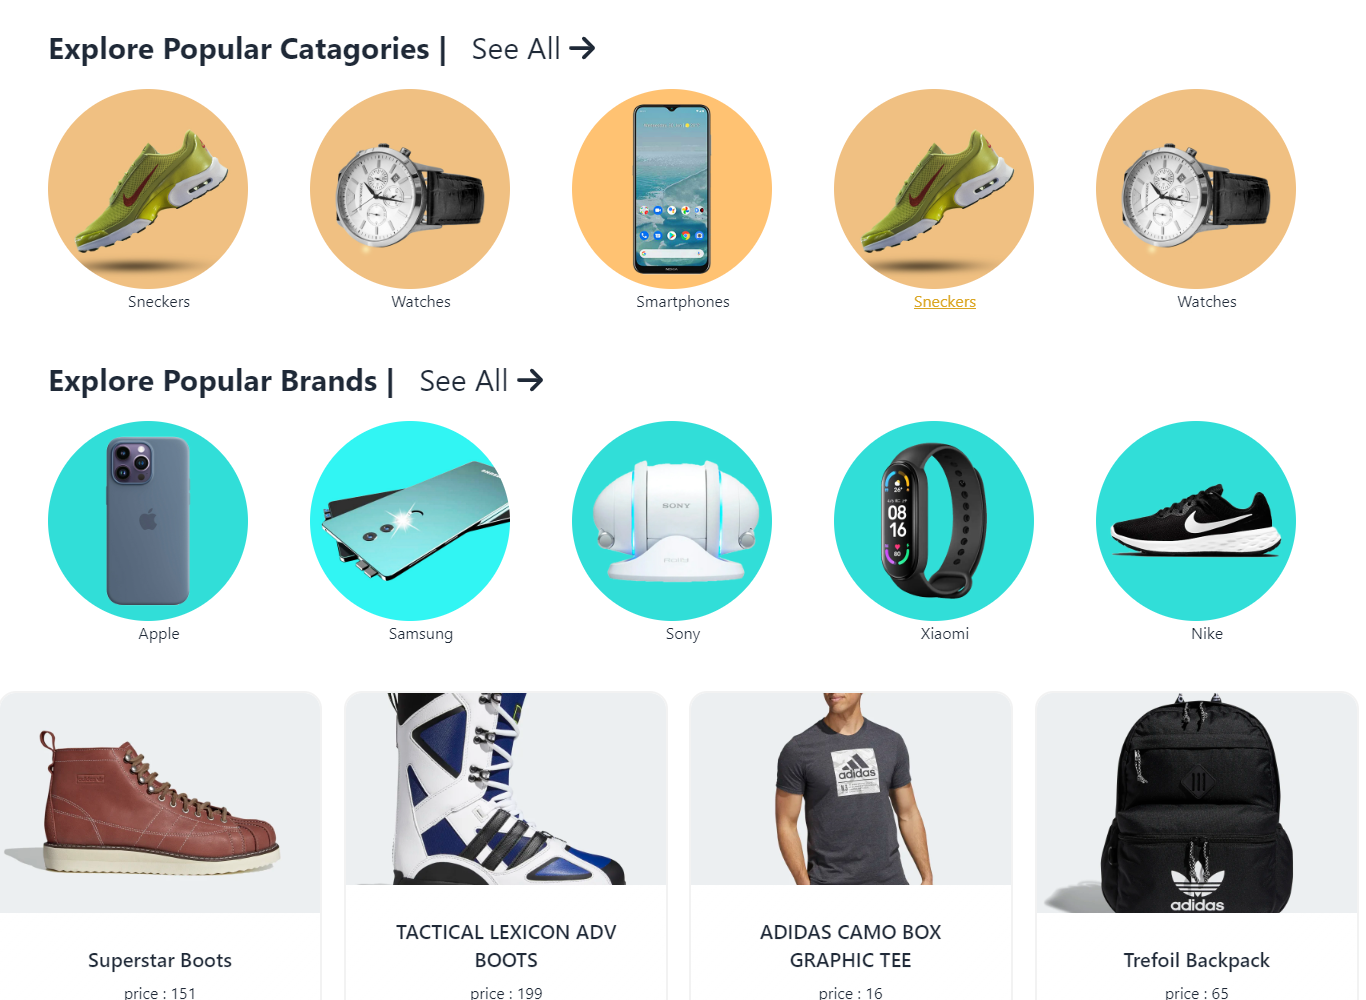 Explore Popular Catagories | See All →
Sneckers
Watches
Smartphones
Sneckers
Watches
Explore Popular Brands | See All →
SONY
08
16
Apple
Samsung
Sony
Xiaomi
Nike
adidas
adidas
Superstar Boots
TACTICAL LEXICON ADV
BOOTS
ADIDAS CAMO BOX
GRAPHIC TEE
Trefoil Backpack
price : 151
price : 199
price : 16
price : 65